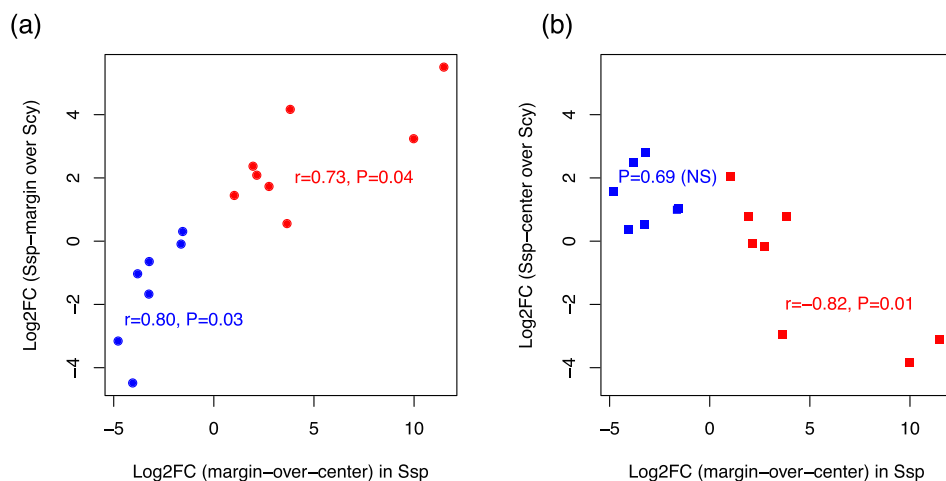 (a)
Log2FC (Ssp−margin over Scy)
4
2
0
−2
−4
r=0.73, P=0.04
r=0.80, P=0.03
−5 0 5 10
Log2FC (margin−over−center) in Ssp
(b)
Log2FC (Ssp−center over Scy)
4
2
0
−2
−4
P=0.69 (NS)
r=−0.82, P=0.01
−5 0 5 10
Log2FC (margin−over−center) in Ssp